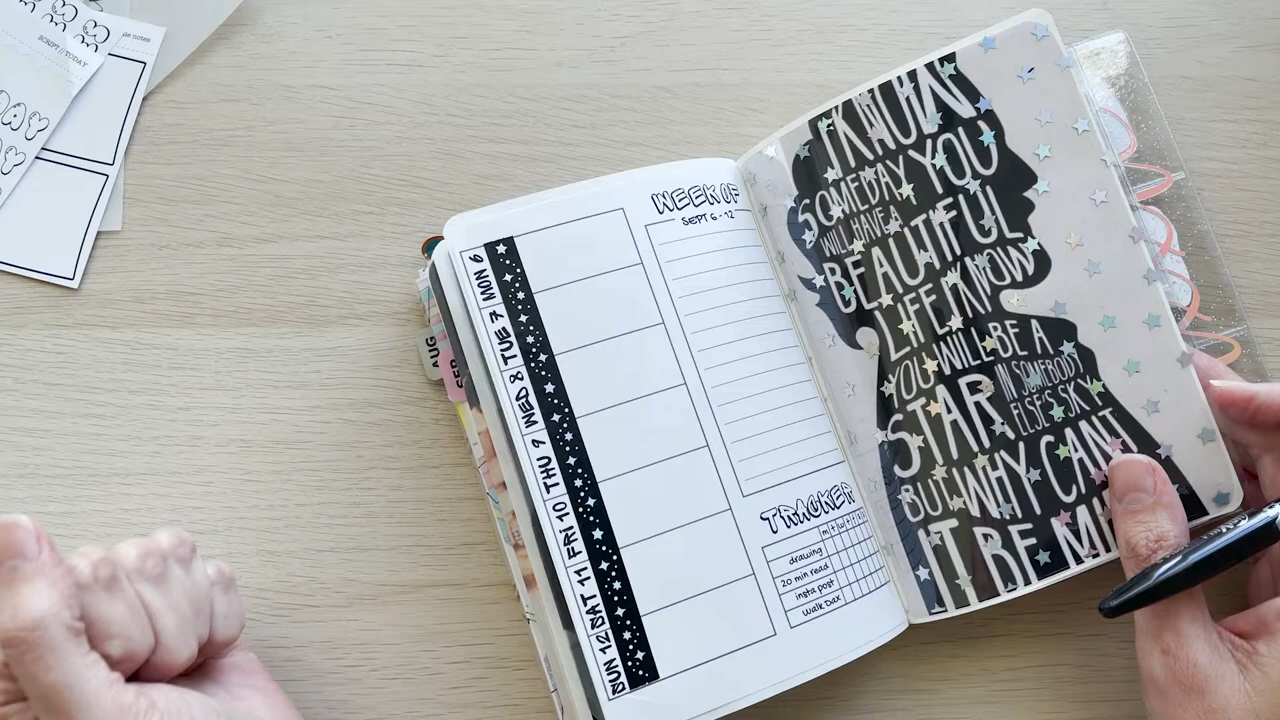 SCRIPT//TODAY
AUG
SEP
MON 6
TUE 7
WED 8
THU 9
FRI 10
SAT 11
SUN 12
WEEK OF
SEPT 6-12
TRACKER
m t w t f
drawing
20 min read
insta post
walk Dax
I KNOW
SOMEDAY YOU
WILL HAVE A
BEAUTIFUL
LIFE I KNOW
YOU WILL BE A
STAR IN SOMEBODY
ELSE'S SKY
BUT WHY CAN'T
IT BE